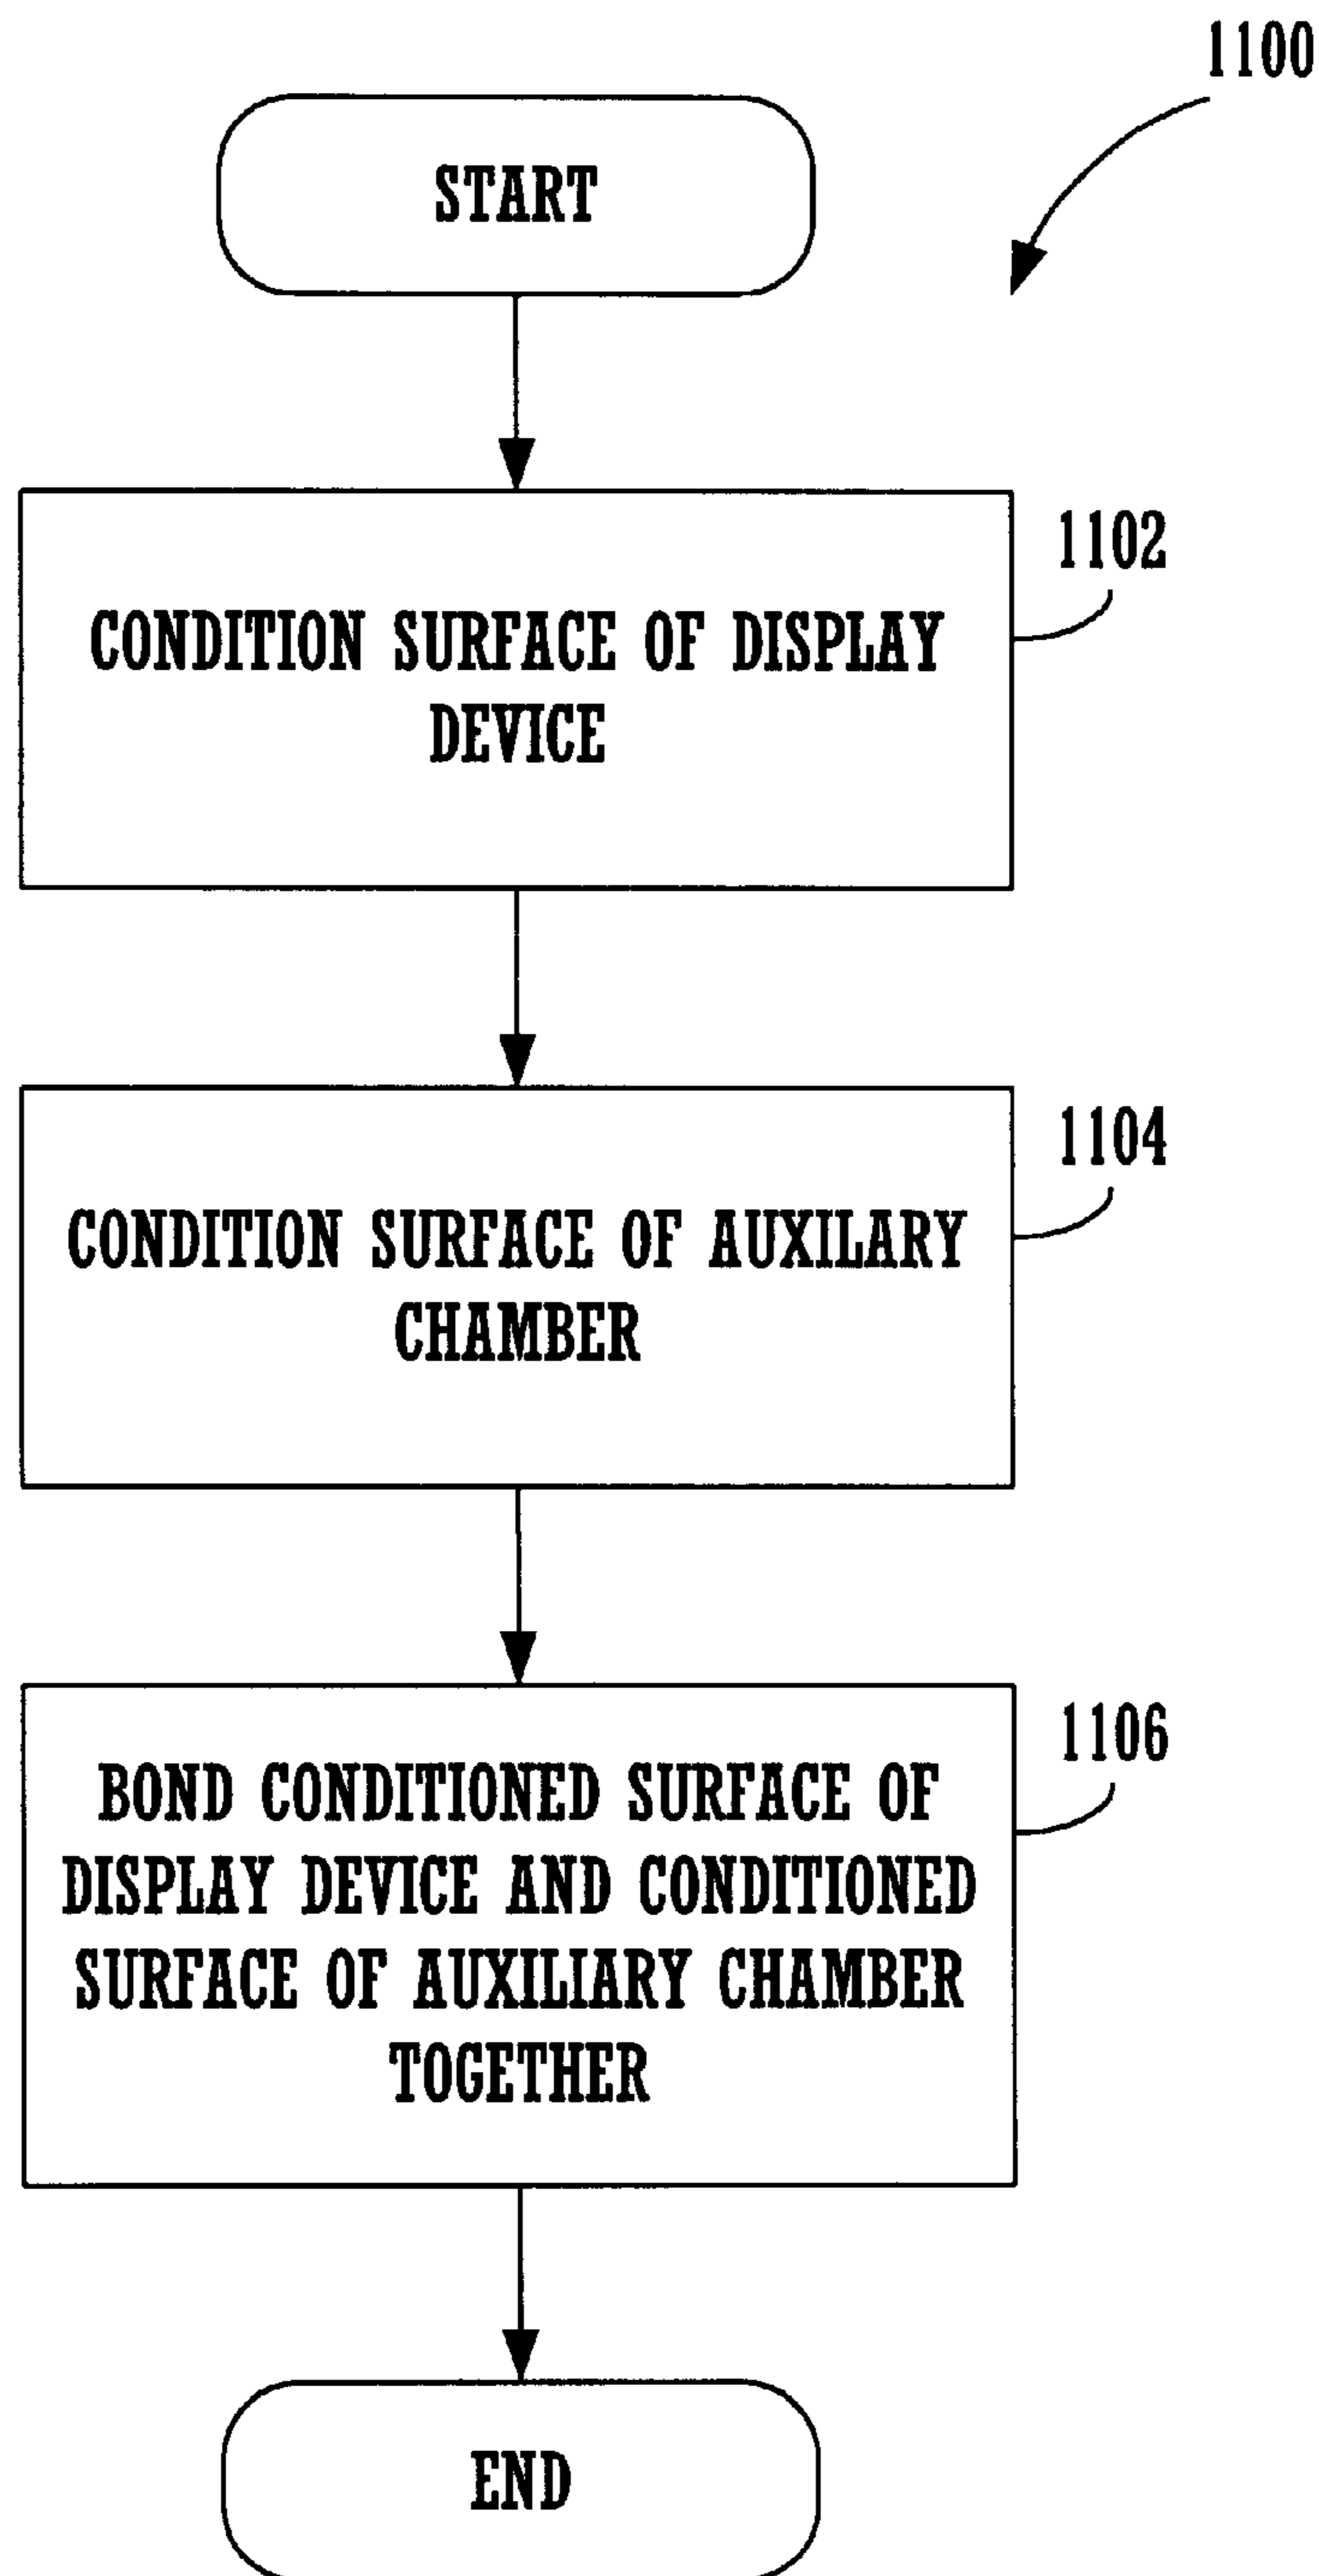 1100
START
1102
CONDITION SURFACE OF DISPLAY
DEVICE
1104
CONDITION SURFACE OF AUXILARY
CHAMBER
1106
BOND CONDITIONED SURFACE OF
DISPLAY DEVICE AND CONDITIONED
SURFACE OF AUXILIARY CHAMBER
TOGETHER
END